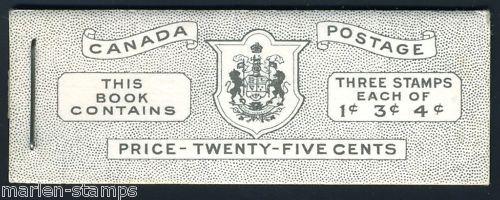 CANADA POSTAGE
THIS
BOOK
CONTAINS
THREE STAMPS
EACH OF
1¢ 3¢ 4¢
PRICE-TWENTY-FIVE CENTS
marlen-stamps